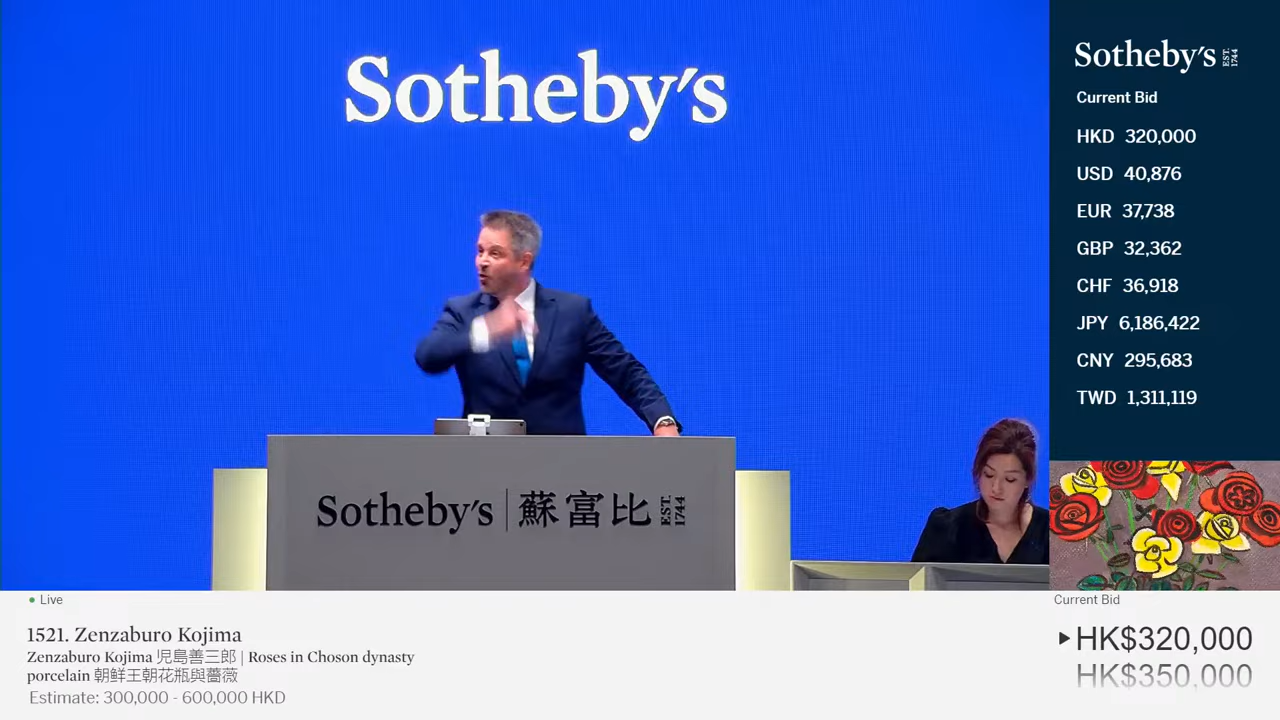 Sotheby's
Sotheby's EST. 1744
Current Bid
HKD 320,000
USD 40,876
EUR 37,738
GBP 32,362
CHF 36,918
JPY 6,186,422
CNY 295,683
TWD 1,311,119
Sotheby's | 蘇富比 EST. 1744
Live
Current Bid
1521. Zenzaburo Kojima
HK$320,000
Zenzaburo Kojima 児島善三郎 | Roses in Choson dynasty
porcelain 朝鮮王朝花瓶與薔薇
HK$350,000
Estimate: 300,000 - 600,000 HKD